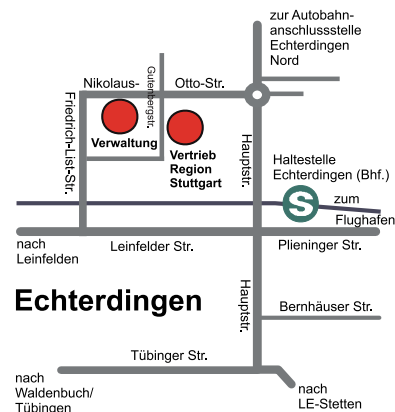 zur Autobahn-
anschlussstelle
Echterdingen
Nord
Nikolaus-
Otto-Str.
Gutenbergstr.
Friedrich-List-Str.
Verwaltung
Vertrieb
Region
Stuttgart
Hauptstr.
Haltestelle
Echterdingen (Bhf.)
S
zum
Flughafen
nach
Leinfelden
Leinfelder Str.
Plieninger Str.
Echterdingen
Hauptstr.
Bernhäuser Str.
Tübinger Str.
nach
Waldenbuch/
Tübingen
nach
LE-Stetten